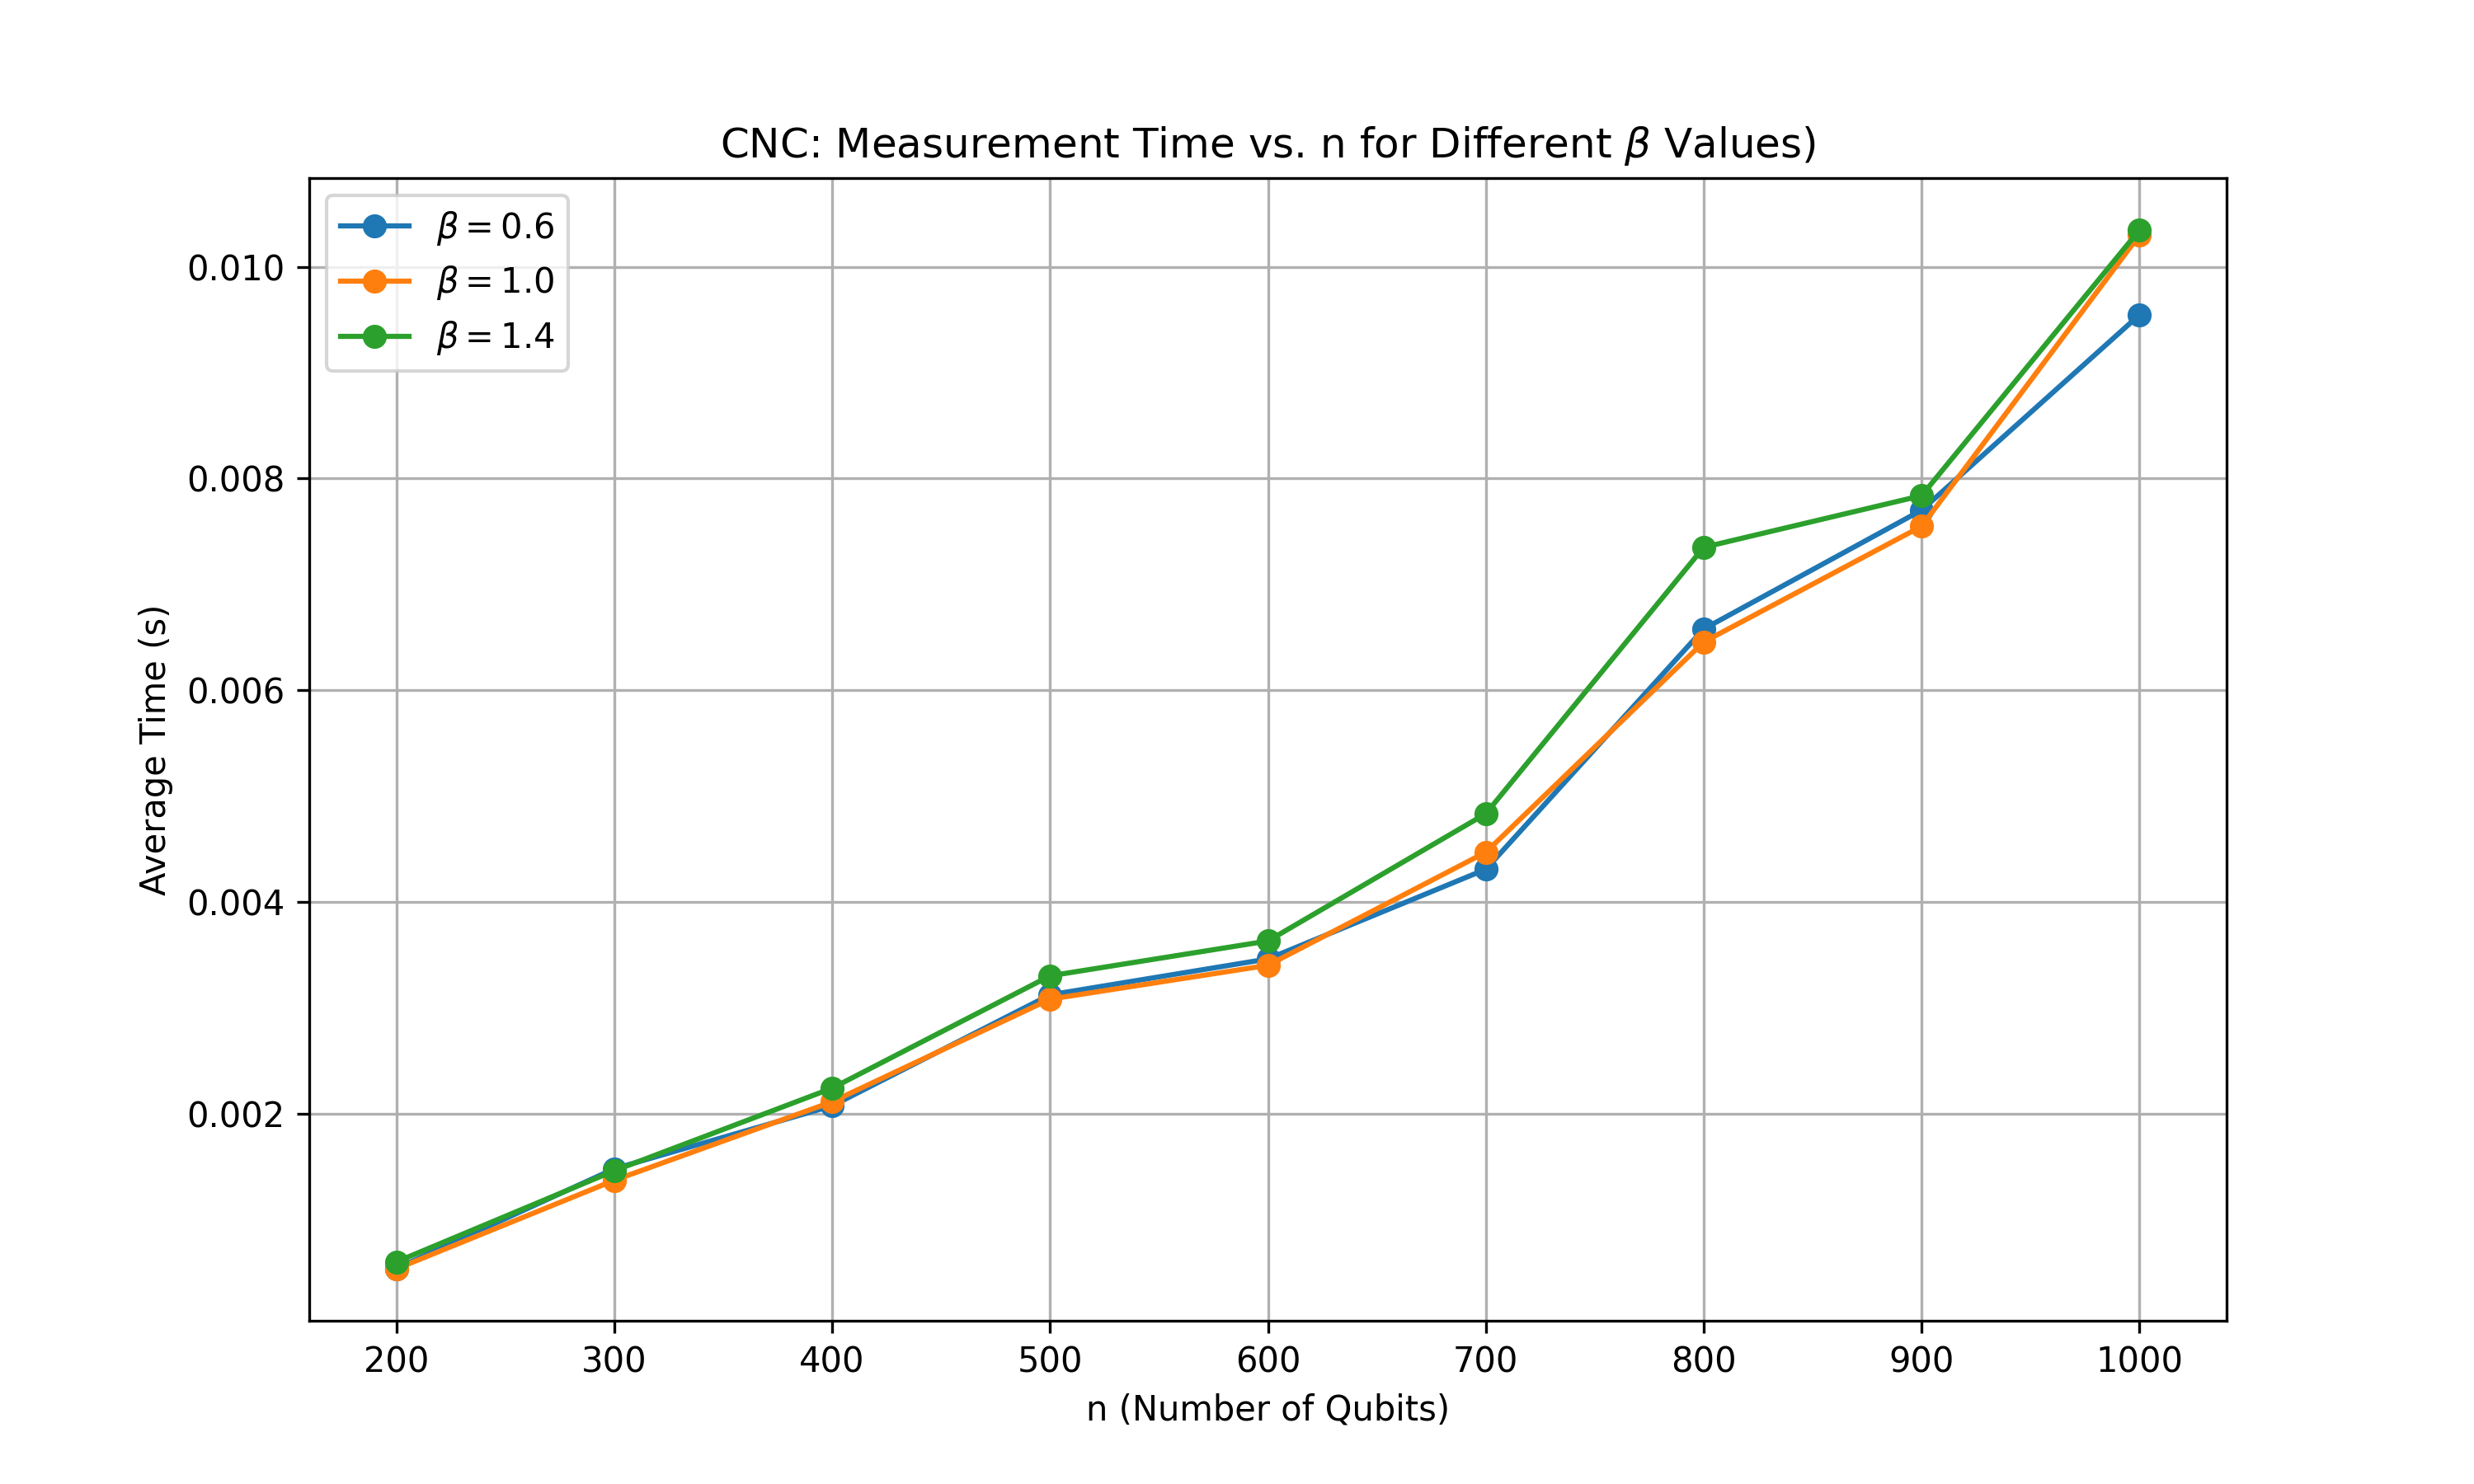 CNC: Measurement Time vs. n for Different β Values)
β = 0.6
β = 1.0
β = 1.4
Average Time (s)
0.010
0.008
0.006
0.004
0.002
200 300 400 500 600 700 800 900 1000
n (Number of Qubits)